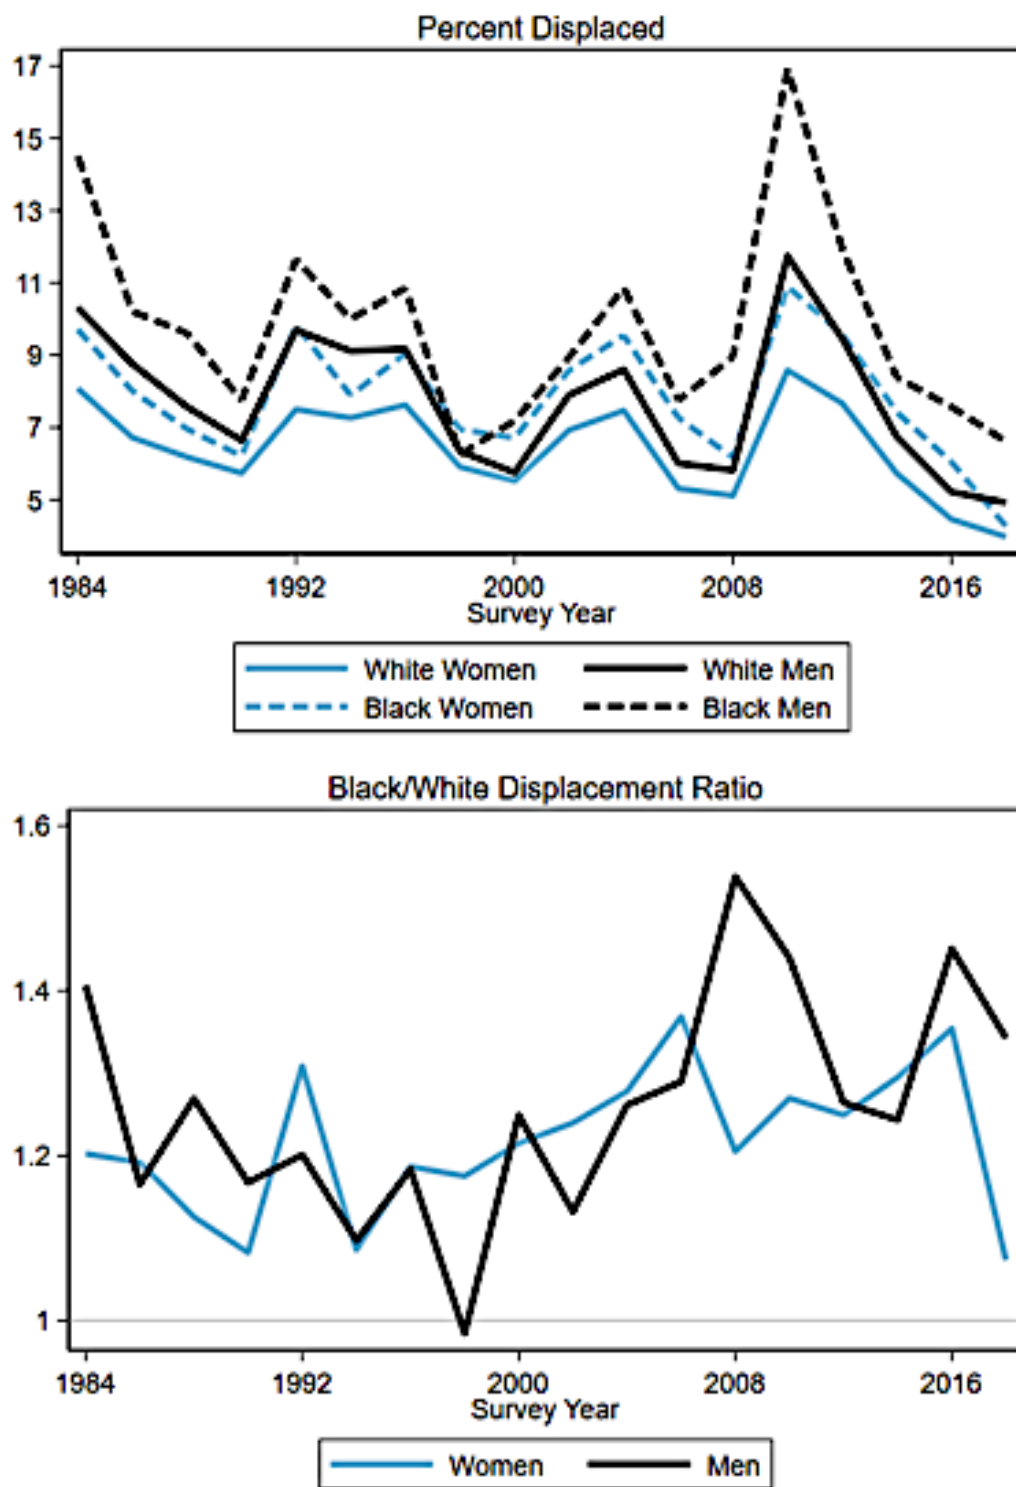 Percent Displaced
17
15
13
11
9
7
5
1984 1992 2000 2008 2016
Survey Year
White Women White Men
Black Women Black Men
Black/White Displacement Ratio
1.6
1.4
1.2
1
1984 1992 2000 2008 2016
Survey Year
Women Men